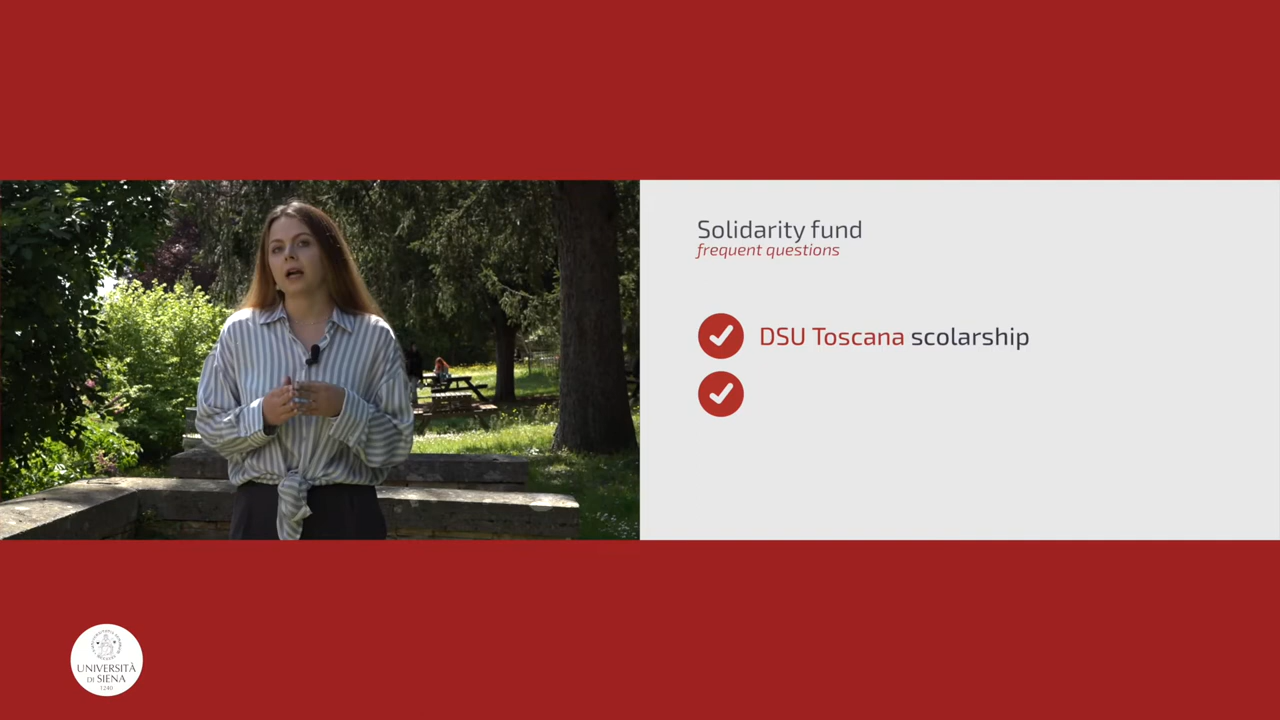 Solidarity fund
frequent questions
DSU Toscana scolarship
UNIVERSITÀ
DI SIENA
1240